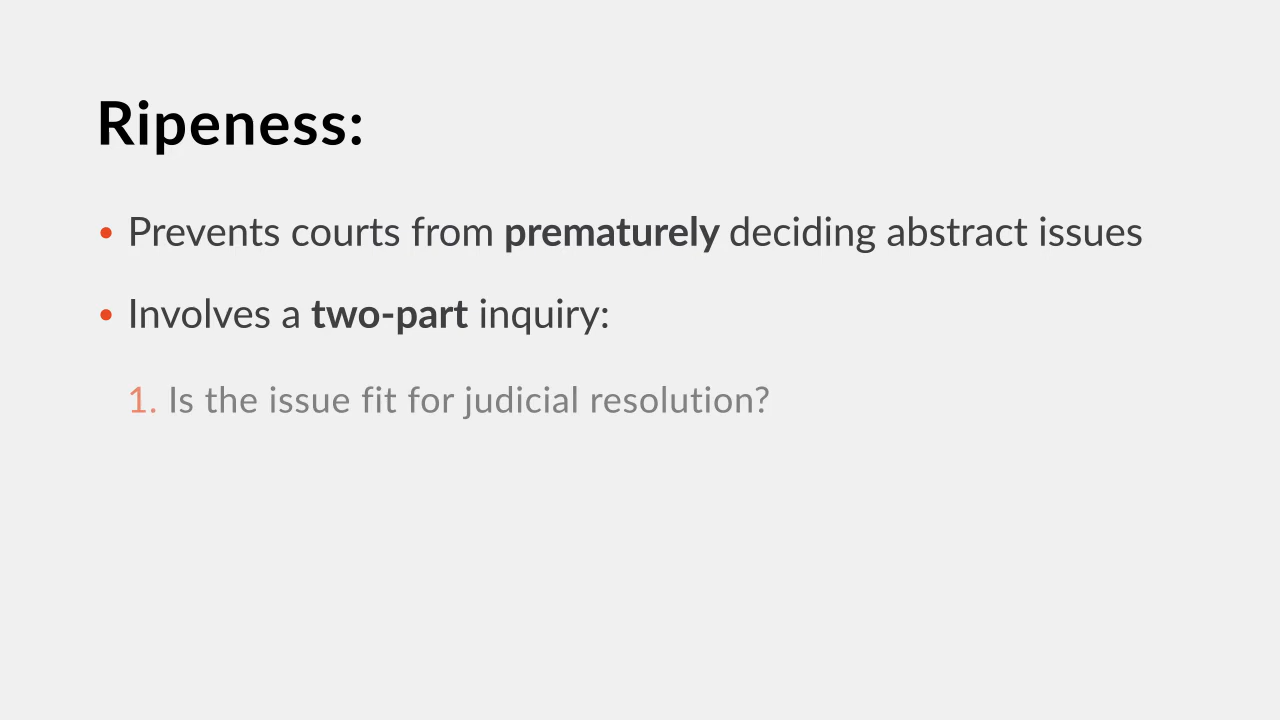 Ripeness:
• Prevents courts from prematurely deciding abstract issues
• Involves a two-part inquiry:
1. Is the issue fit for judicial resolution?